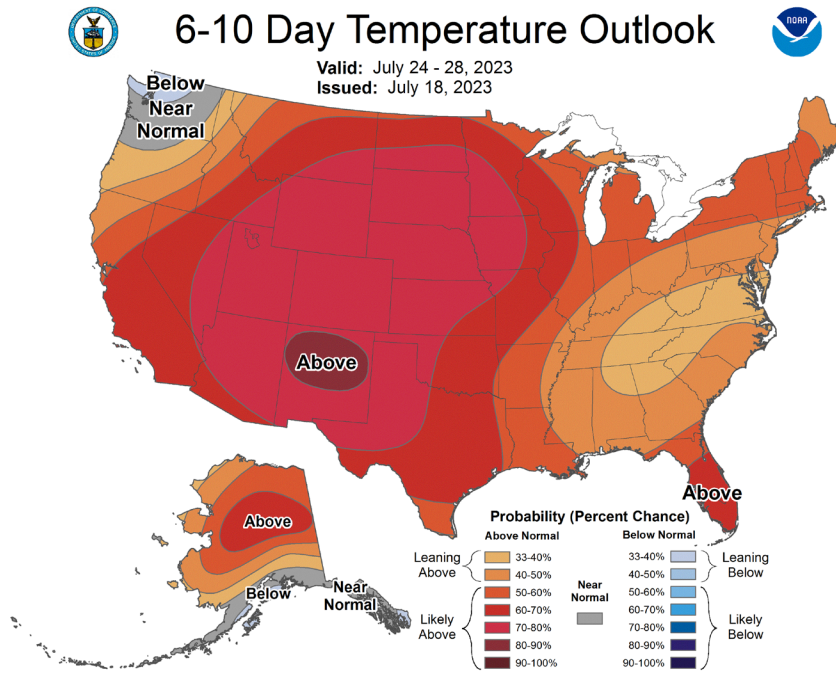 6-10 Day Temperature Outlook
NOAA
Valid: July 24 - 28, 2023
Issued: July 18, 2023
Below
Near
Normal
Above
Above
Above
Below
Near
Normal
Probability (Percent Chance)
Above Normal
Below Normal
Leaning
Above
33-40%
40-50%
Likely
Above
50-60%
60-70%
70-80%
80-90%
90-100%
Near
Normal
33-40%
40-50%
Leaning
Below
50-60%
60-70%
70-80%
80-90%
90-100%
Likely
Below